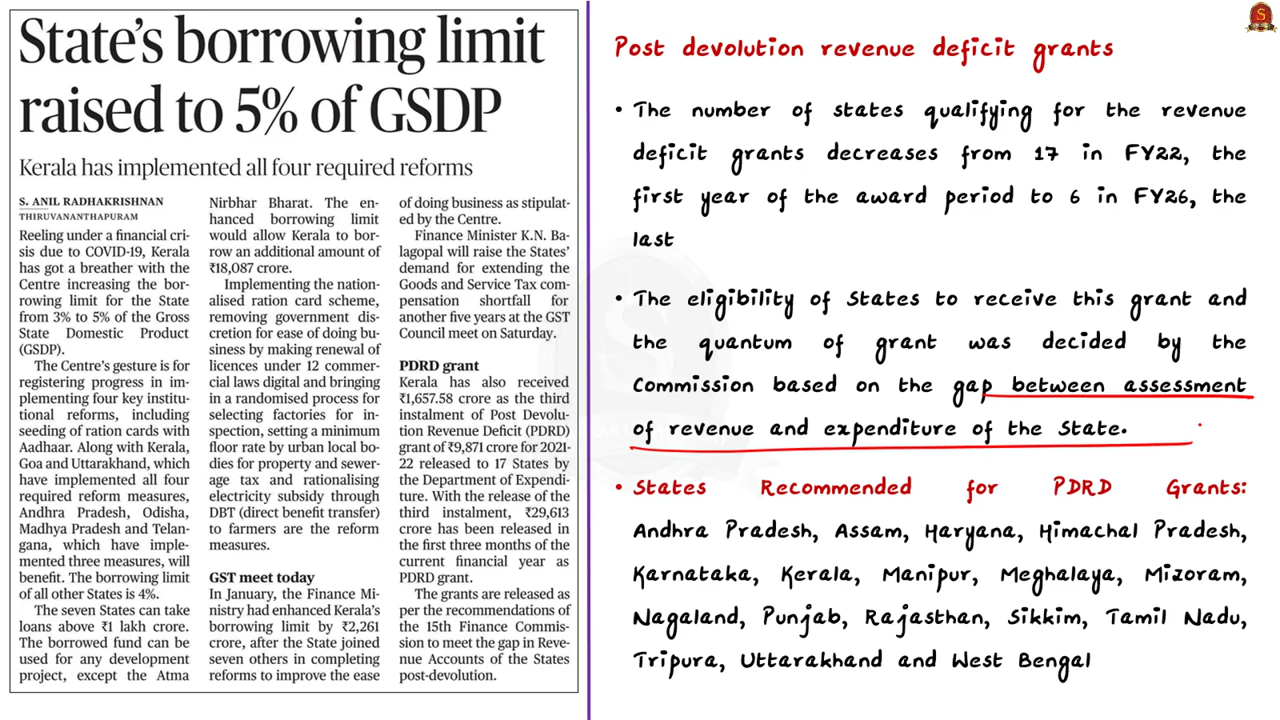 State's borrowing limit
raised to 5% of GSDP
Kerala has implemented all four required reforms
S. ANIL RADHAKRISHNAN
THIRUVANANTHAPURAM
Reeling under a financial cri-
sis due to COVID-19, Kerala
has got a breather with the
Centre increasing the bor-
rowing limit for the State
from 3% to 5% of the Gross
State Domestic Product
(GSDP).
The Centre's gesture is for
registering progress in im-
plementing four key institu-
tional reforms, including
seeding of ration cards with
Aadhaar. Along with Kerala,
Goa and Uttarakhand, which
have implemented all four
required reform measures,
Andhra Pradesh, Odisha,
Madhya Pradesh and Telan-
gana, which have imple-
mented three measures, will
benefit. The borrowing limit
of all other States is 4%.
The seven States can take
loans above ₹1 lakh crore.
The borrowed fund can be
used for any development
project, except the Atma
Nirbhar Bharat. The en-
hanced borrowing limit
would allow Kerala to bor-
row an additional amount of
₹18,087 crore.
Implementing the nation-
alised ration card scheme,
removing government dis-
cretion for ease of doing bu-
siness by making renewal of
licences under 12 commer-
cial laws digital and bringing
in a randomised process for
selecting factories for in-
spection, setting a minimum
floor rate by urban local bo-
dies for property and sewer-
age tax and rationalising
electricity subsidy through
DBT (direct benefit transfer)
to farmers are the reform
measures.
GST meet today
In January, the Finance Mi-
nistry had enhanced Kerala's
borrowing limit by ₹2,261
crore, after the State joined
seven others in completing
reforms to improve the ease
of doing business as stipulat-
ed by the Centre.
Finance Minister K.N. Ba-
lagopal will raise the States'
demand for extending the
Goods and Service Tax com-
pensation shortfall for
another five years at the GST
Council meet on Saturday.
PDRD grant
Kerala has also received
₹1,657.58 crore as the third
instalment of Post Devolu-
tion Revenue Deficit (PDRD)
grant of ₹9,871 crore for 2021-
22 released to 17 States by
the Department of Expendi-
ture. With the release of the
third instalment, ₹29,613
crore has been released in
the first three months of the
current financial year as
PDRD grant.
The grants are released as
per the recommendations of
the 15th Finance Commis-
sion to meet the gap in Reve-
nue Accounts of the States
post-devolution.
Post devolution revenue deficit grants
• The number of states qualifying for the revenue
deficit grants decreases from 17 in FY22, the
first year of the award period to 6 in FY26, the
last
• The eligibility of States to receive this grant and
the quantum of grant was decided by the
Commission based on the gap between assessment
of revenue and expenditure of the State.
• States Recommended for PDRD Grants:
Andhra Pradesh, Assam, Haryana, Himachal Pradesh,
Karnataka, Kerala, Manipur, Meghalaya, Mizoram,
Nagaland, Punjab, Rajasthan, Sikkim, Tamil Nadu,
Tripura, Uttarakhand and West Bengal